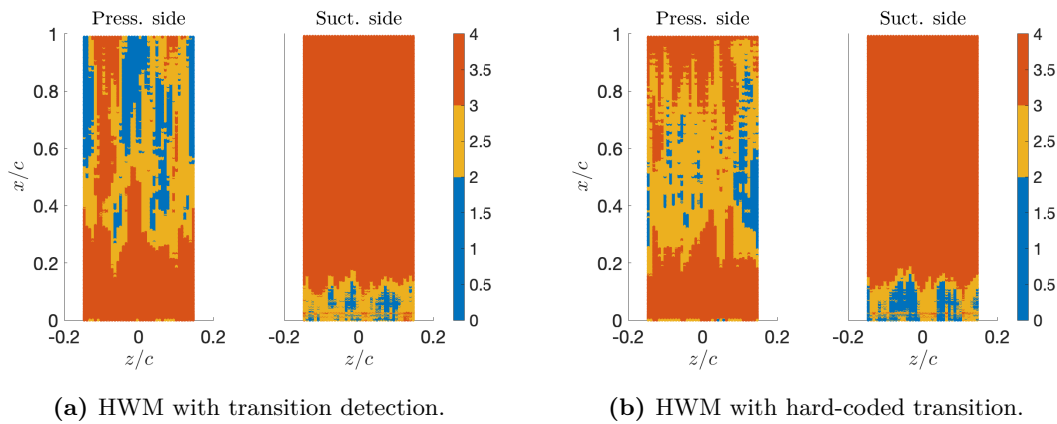 Press. side Suct. side Press. side Suct. side
1 4 1 4
3.5 3.5
0.8 0.8
3 3
0.6 2.5 0.6 2.5
x/c 2 x/c 2
0.4 1.5 0.4 1.5
1 1
0.2 0.2
0.5 0.5
0 0 0 0
-0.2 0 0.2 -0.2 0 0.2 -0.2 0 0.2 -0.2 0 0.2
z/c z/c z/c z/c
(a) HWM with transition detection. (b) HWM with hard-coded transition.